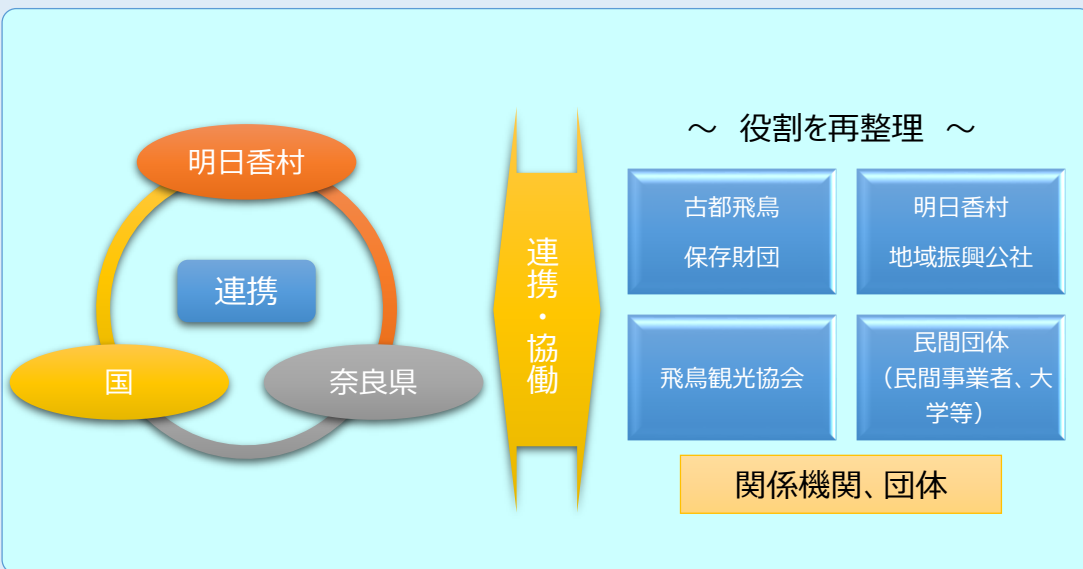 明日香村
連携
国
奈良県
連携・協働
～ 役割を再整理 ～
古都飛鳥
保存財団
明日香村
地域振興公社
飛鳥観光協会
民間団体
（民間事業者、大
学等）
関係機関、団体